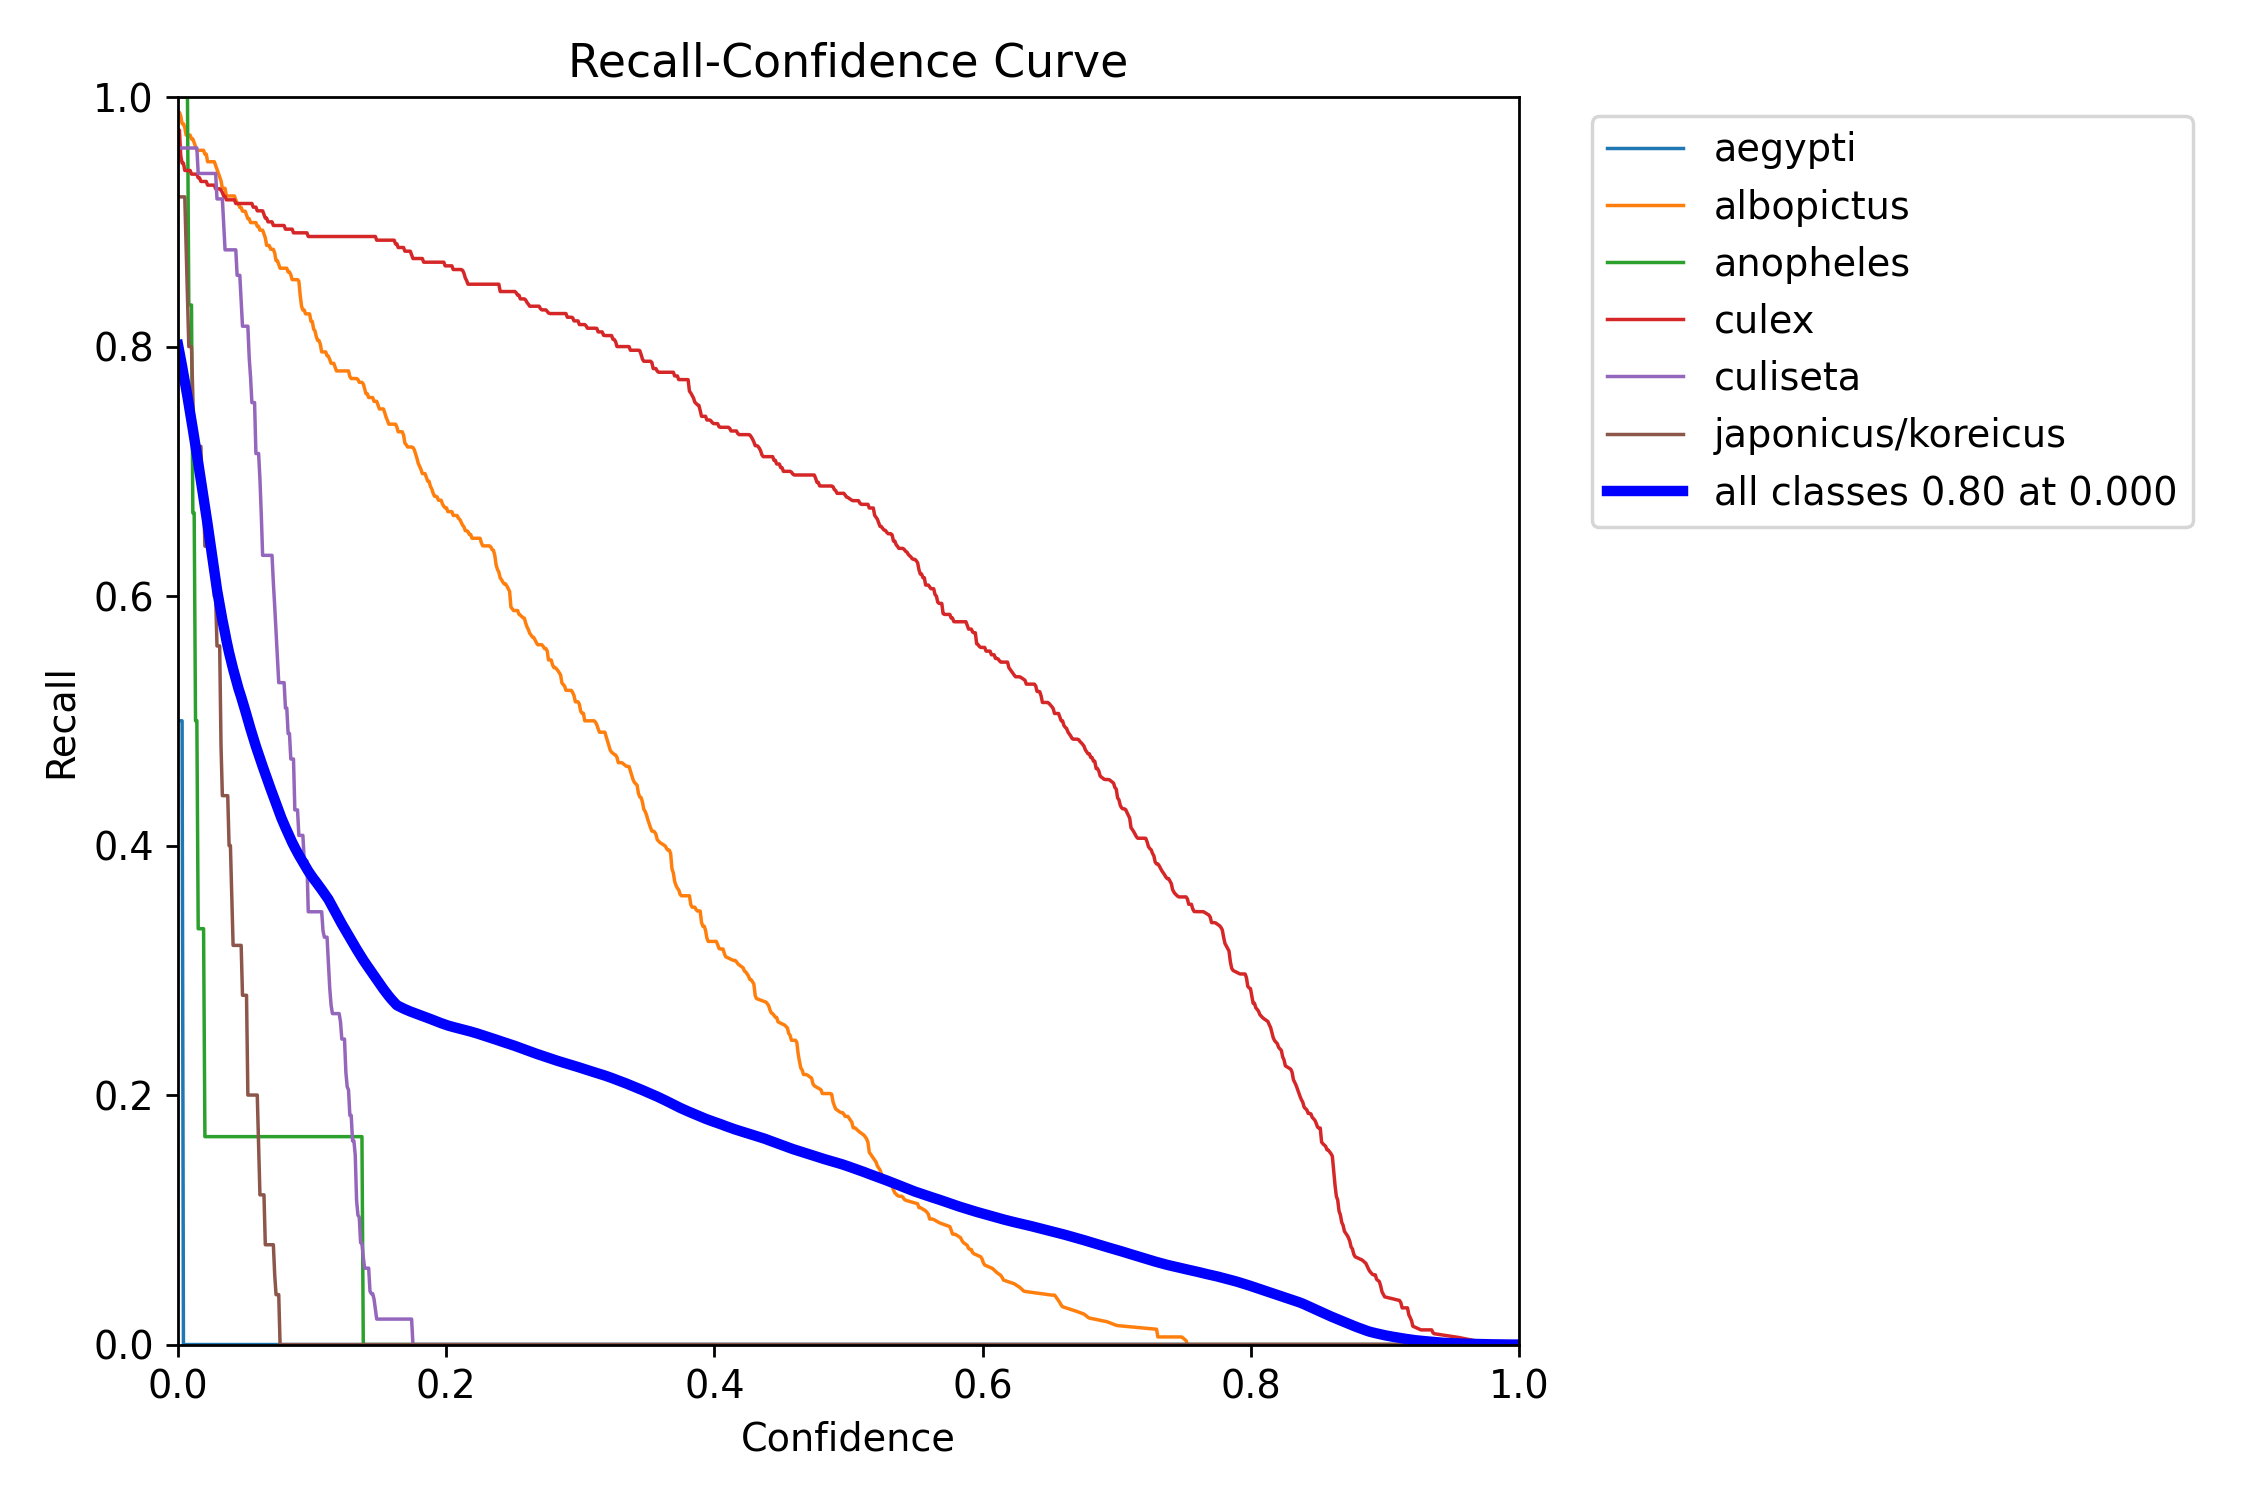 Recall-Confidence Curve
1.0
0.8
0.6
0.4
0.2
0.0
Recall
0.0 0.2 0.4 0.6 0.8 1.0
Confidence
aegypti
albopictus
anopheles
culex
culiseta
japonicus/koreicus
all classes 0.80 at 0.000